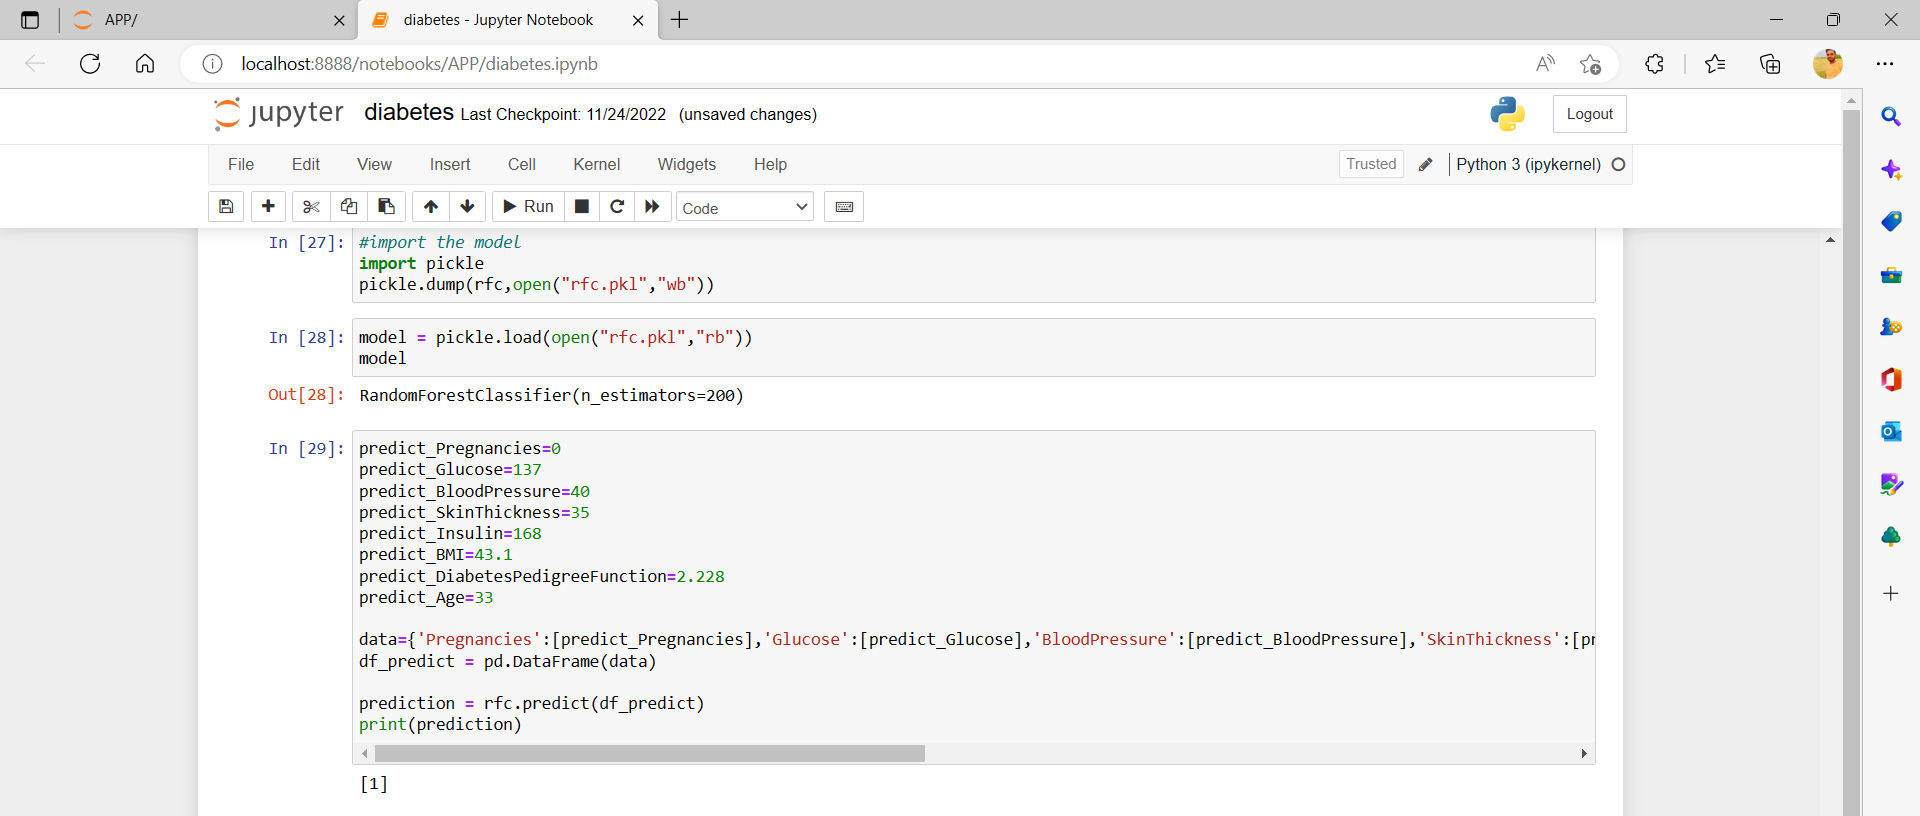 APP/
diabetes - Jupyter Notebook
localhost:8888/notebooks/APP/diabetes.ipynb
jupyter diabetes Last Checkpoint: 11/24/2022 (unsaved changes)
Logout
File Edit View Insert Cell Kernel Widgets Help
Trusted Python 3 (ipykernel)
Run Code
In [27]: #import the model
import pickle
pickle.dump(rfc,open("rfc.pkl","wb"))
In [28]: model = pickle.load(open("rfc.pkl","rb"))
model
Out[28]: RandomForestClassifier(n_estimators=200)
In [29]: predict_Pregnancies=0
predict_Glucose=137
predict_BloodPressure=40
predict_SkinThickness=35
predict_Insulin=168
predict_BMI=43.1
predict_DiabetesPedigreeFunction=2.228
predict_Age=33
data={'Pregnancies':[predict_Pregnancies],'Glucose':[predict_Glucose],'BloodPressure':[predict_BloodPressure],'SkinThickness':[pr
df_predict = pd.DataFrame(data)
prediction = rfc.predict(df_predict)
print(prediction)
[1]